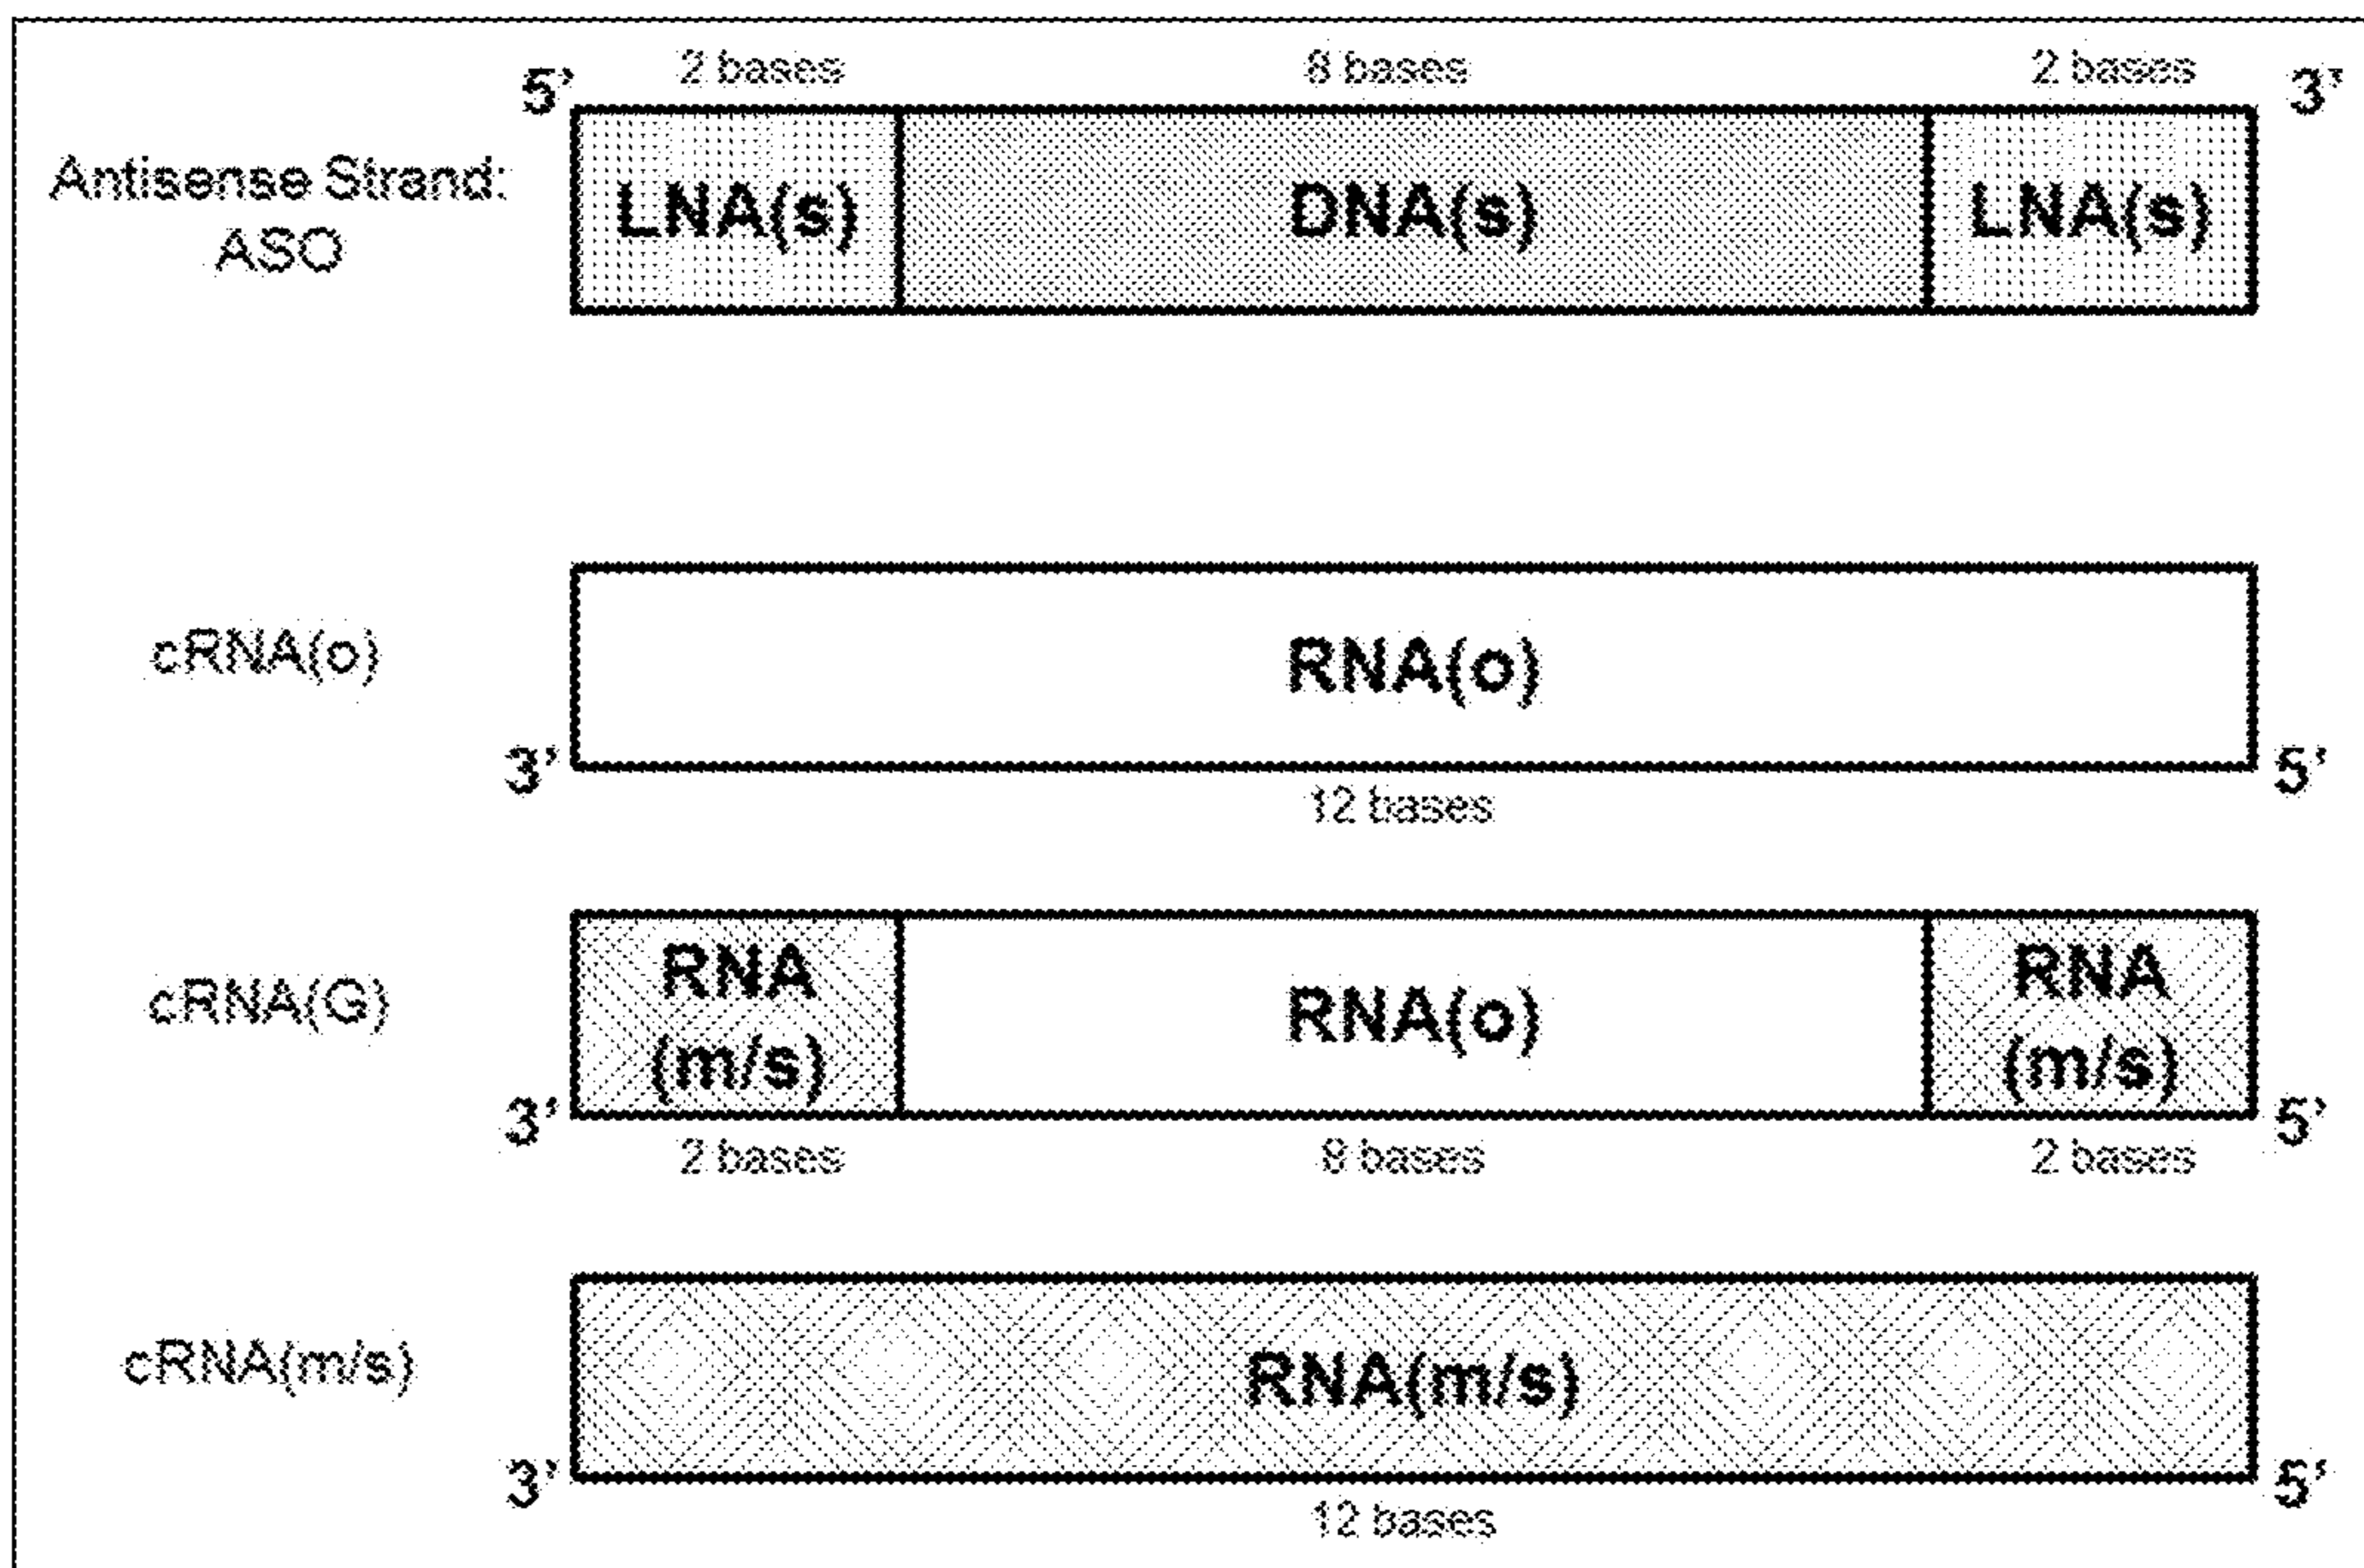 2 bases 8 bases 2 bases
5' 3'
Antisense Strand:
ASO
LNA(s) DNA(s) LNA(s)
cRNA(o)
RNA(o)
3' 5'
12 bases
cRNA(G)
RNA
(m/s)
RNA(o)
RNA
(m/s)
3' 5'
2 bases 8 bases 2 bases
cRNA(m/s)
RNA(m/s)
3' 5'
12 bases